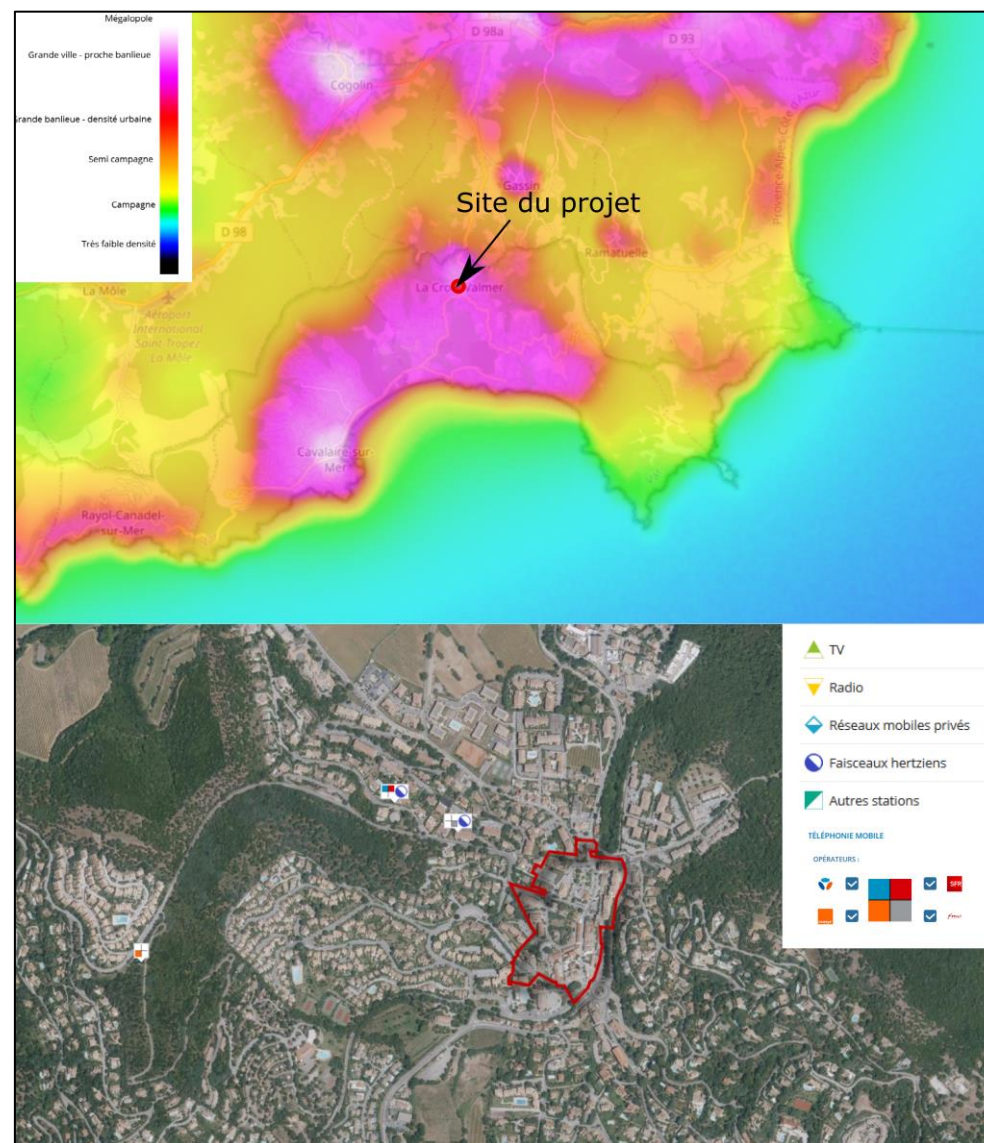 Mégalopole
Grande ville - proche banlieue
Grande banlieue - densité urbaine
Semi campagne
Campagne
Très faible densité
D 98a
D 93
Cogolin
Provence-Alpes-Côte d'Azur
Gassin
Site du projet
D 98
Ramatuelle
La Croix-Valmer
La Môle
Aéroport
International
Saint-Tropez
La Môle
Cavalaire-sur-
Mer
Rayol-Canadel-
sur-Mer
TV
Radio
Réseaux mobiles privés
Faisceaux hertziens
Autres stations
TÉLÉPHONIE MOBILE
OPÉRATEURS :
SFR
free